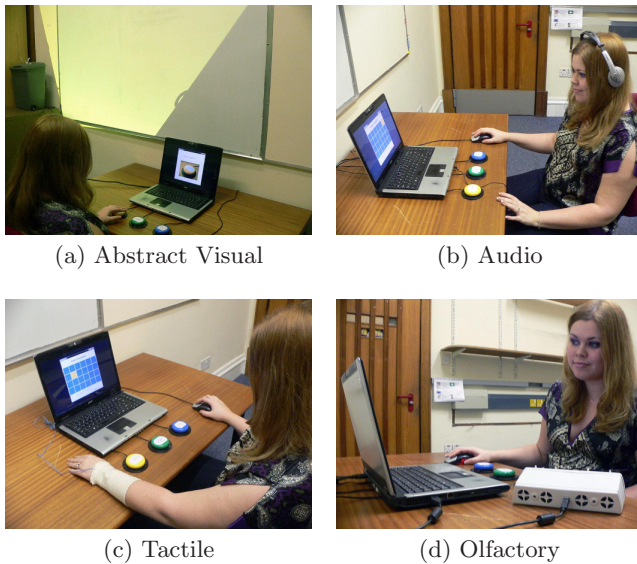 (a) Abstract Visual
(b) Audio
(c) Tactile
(d) Olfactory